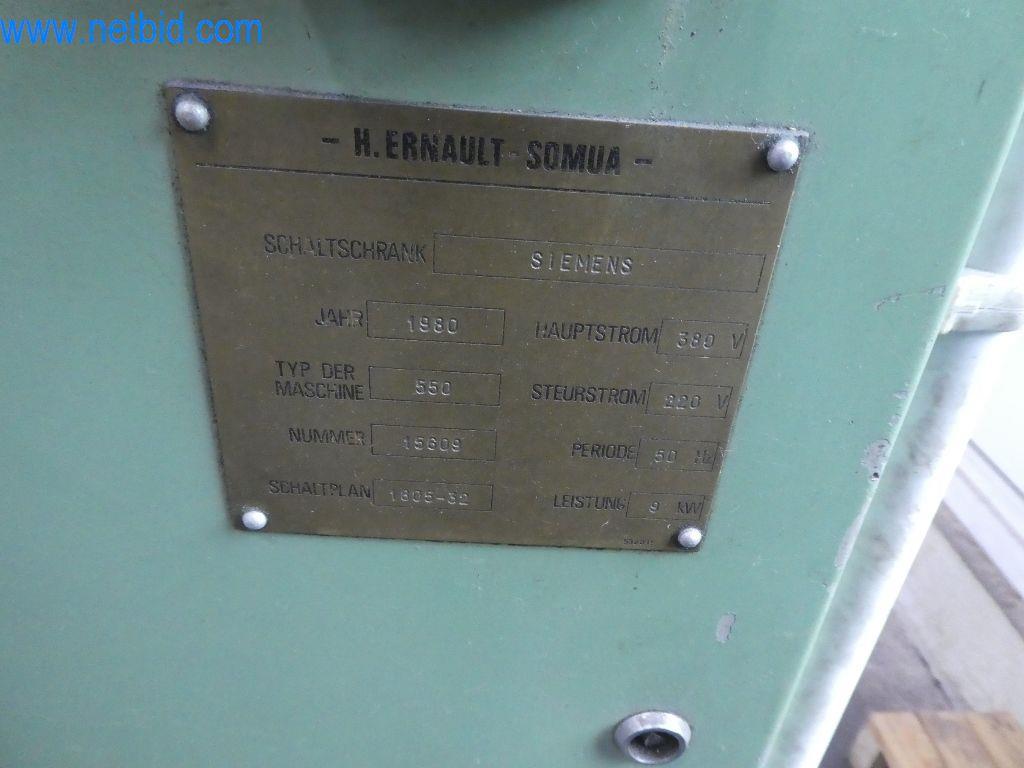 www.netbid.com
- H.ERNAULT-SOMUA -
SCHALTSCHRANK SIEMENS
JAHR 1980 HAUPTSTROM 380 V
TYP DER MASCHINE 550 STEURSTROM 220 V
NUMMER 15609 PERIODE 50 Hz
SCHALTPLAN 1805-32 LEISTUNG 9 KW